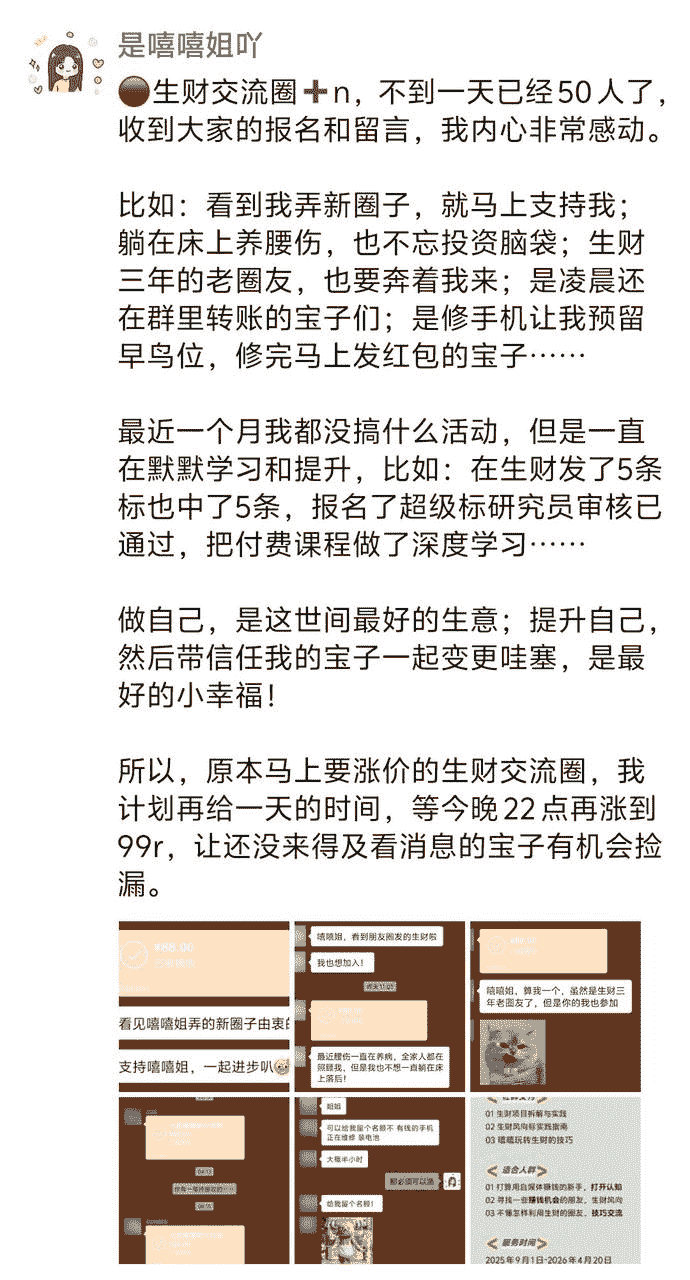 是嘻嘻姐吖
生财交流圈➕n，不到一天已经50人了，
收到大家的报名和留言，我内心非常感动。
比如：看到我弄新圈子，就马上支持我；
躺在床上养腰伤，也不忘投资脑袋；生财
三年的老圈友，也要奔着我来；是凌晨还
在群里转账的宝子们；是修手机让我预留
早鸟位，修完马上发红包的宝子……
最近一个月我都没搞什么活动，但是一直
在默默学习和提升，比如：在生财发了5条
标也中了5条，报名了超级标研究员审核已
通过，把付费课程做了深度学习……
做自己，是这世间最好的生意；提升自己，
然后带信任我的宝子一起变更哇塞，是最
好的小幸福！
所以，原本马上要涨价的生财交流圈，我
计划再给一天的时间，等今晚22点再涨到
99r，让还没来得及看消息的宝子有机会捡
漏。
¥88.00
看见嘻嘻姐弄的新圈子由衷的
支持嘻嘻姐，一起进步叭
嘻嘻姐，看到朋友圈发的生财啦
我也想加入！
昨天11:01
最近腰伤一直在养病，全家人都在
照顾我，但是我也不想一直躺在床
上落后！
嘻嘻姐，算我一个，虽然是生财三
年老圈友了，但是你的我也参加
04:13
04:15
姐姐
可以给我留个名额不 有钱的手机
正在维修 装电池
大概半小时
都必须可以滴
给我留个名额！
01 生财项目拆解与实践
02 生财风向标实践指南
03 嘻嘻玩转生财的技巧
适合人群
01 打算用自媒体赚钱的新手，打开认知
02 寻找一些赚钱机会的朋友，生财风向
03 不懂怎样利用生财的圈友，技巧交流
服务时间
2025年9月1日-2026年4月20日